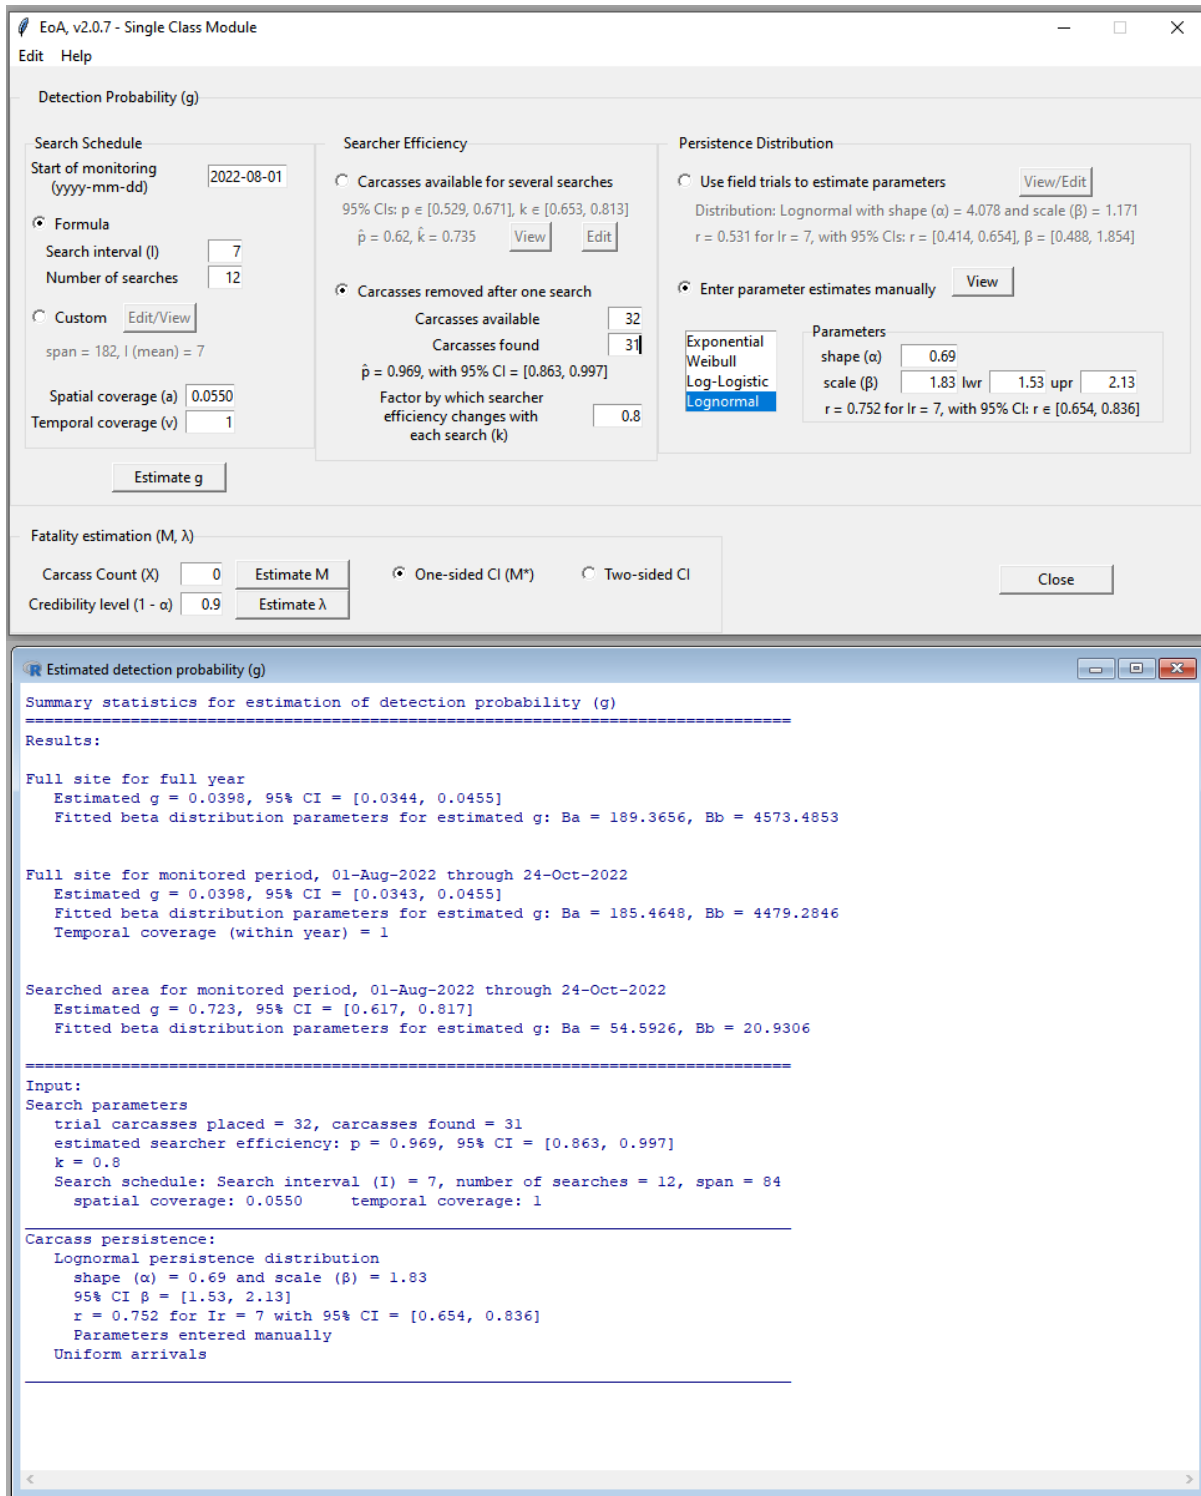 EoA, v2.0.7 - Single Class Module
Edit Help
Detection Probability (g)
Search Schedule
Start of monitoring
(yyyy-mm-dd)
2022-08-01
Formula
Search interval (I) 7
Number of searches 12
Custom Edit/View
span = 182, I (mean) = 7
Spatial coverage (a) 0.0550
Temporal coverage (v) 1
Estimate g
Searcher Efficiency
Carcasses available for several searches
95% CIs: p ∈ [0.529, 0.671], k ∈ [0.653, 0.813]
p̂ = 0.62, k̂ = 0.735 View Edit
Carcasses removed after one search
Carcasses available 32
Carcasses found 31
p̂ = 0.969, with 95% CI = [0.863, 0.997]
Factor by which searcher
efficiency changes with
each search (k)
0.8
Persistence Distribution
Use field trials to estimate parameters View/Edit
Distribution: Lognormal with shape (α) = 4.078 and scale (β) = 1.171
r = 0.531 for Ir = 7, with 95% CIs: r = [0.414, 0.654], β = [0.488, 1.854]
Enter parameter estimates manually View
Exponential
Weibull
Log-Logistic
Lognormal
Parameters
shape (α) 0.69
scale (β) 1.83 lwr 1.53 upr 2.13
r = 0.752 for Ir = 7, with 95% CI: r ∈ [0.654, 0.836]
Fatality estimation (M, λ)
Carcass Count (X) 0 Estimate M One-sided CI (M*) Two-sided CI
Credibility level (1 - α) 0.9 Estimate λ
Close
Estimated detection probability (g)
Summary statistics for estimation of detection probability (g)
================================================================================
Results:
Full site for full year
Estimated g = 0.0398, 95% CI = [0.0344, 0.0455]
Fitted beta distribution parameters for estimated g: Ba = 189.3656, Bb = 4573.4853
Full site for monitored period, 01-Aug-2022 through 24-Oct-2022
Estimated g = 0.0398, 95% CI = [0.0343, 0.0455]
Fitted beta distribution parameters for estimated g: Ba = 185.4648, Bb = 4479.2846
Temporal coverage (within year) = 1
Searched area for monitored period, 01-Aug-2022 through 24-Oct-2022
Estimated g = 0.723, 95% CI = [0.617, 0.817]
Fitted beta distribution parameters for estimated g: Ba = 54.5926, Bb = 20.9306
================================================================================
Input:
Search parameters
trial carcasses placed = 32, carcasses found = 31
estimated searcher efficiency: p = 0.969, 95% CI = [0.863, 0.997]
k = 0.8
Search schedule: Search interval (I) = 7, number of searches = 12, span = 84
spatial coverage: 0.0550 temporal coverage: 1
Carcass persistence:
Lognormal persistence distribution
shape (α) = 0.69 and scale (β) = 1.83
95% CI β = [1.53, 2.13]
r = 0.752 for Ir = 7 with 95% CI = [0.654, 0.836]
Parameters entered manually
Uniform arrivals